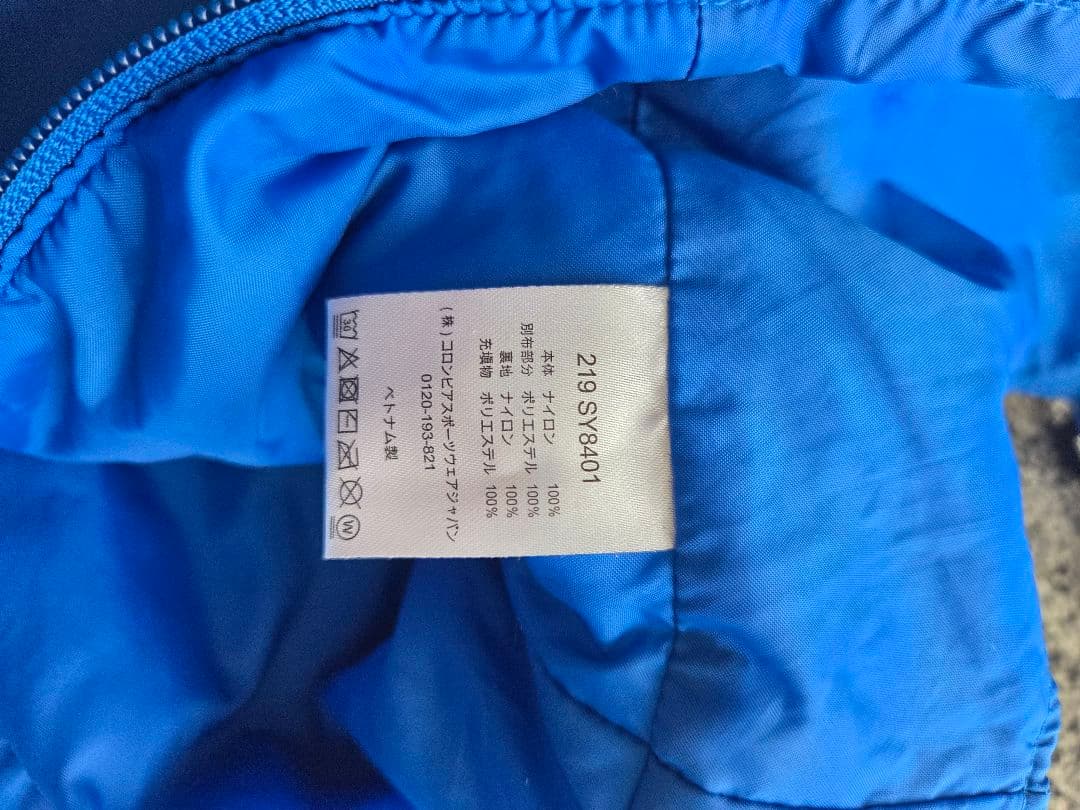 219 SY8401
本体 ナイロン 100%
別布部分 ポリエステル 100%
裏地 ナイロン 100%
充填物 ポリエステル 100%
(株)コロンビアスポーツウェアジャパン
0120-193-821
ベトナム製
30
W